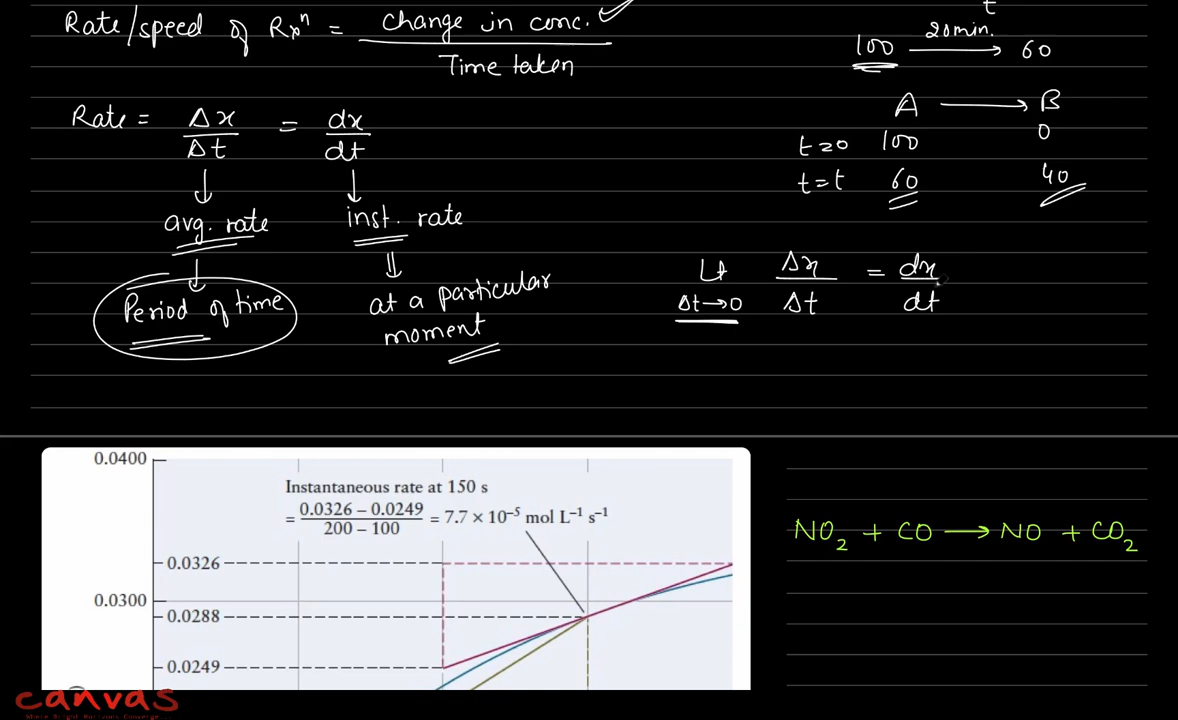 Rate/speed of Rxⁿ = change in conc. / Time taken
t
20 min.
100 ⟶ 60
Rate = Δx/Δt = dx/dt
A ⟶ B
t=0 100 0
t=t 60 40
avg. rate
inst. rate
Period of time
at a particular
moment
Lt Δx/Δt = dx/dt
Δt→0
0.0400
Instantaneous rate at 150 s
= 0.0326 – 0.0249 / 200 – 100 = 7.7 × 10⁻⁵ mol L⁻¹ s⁻¹
NO₂ + CO ⟶ NO + CO₂
0.0326
0.0300
0.0288
0.0249
canvas